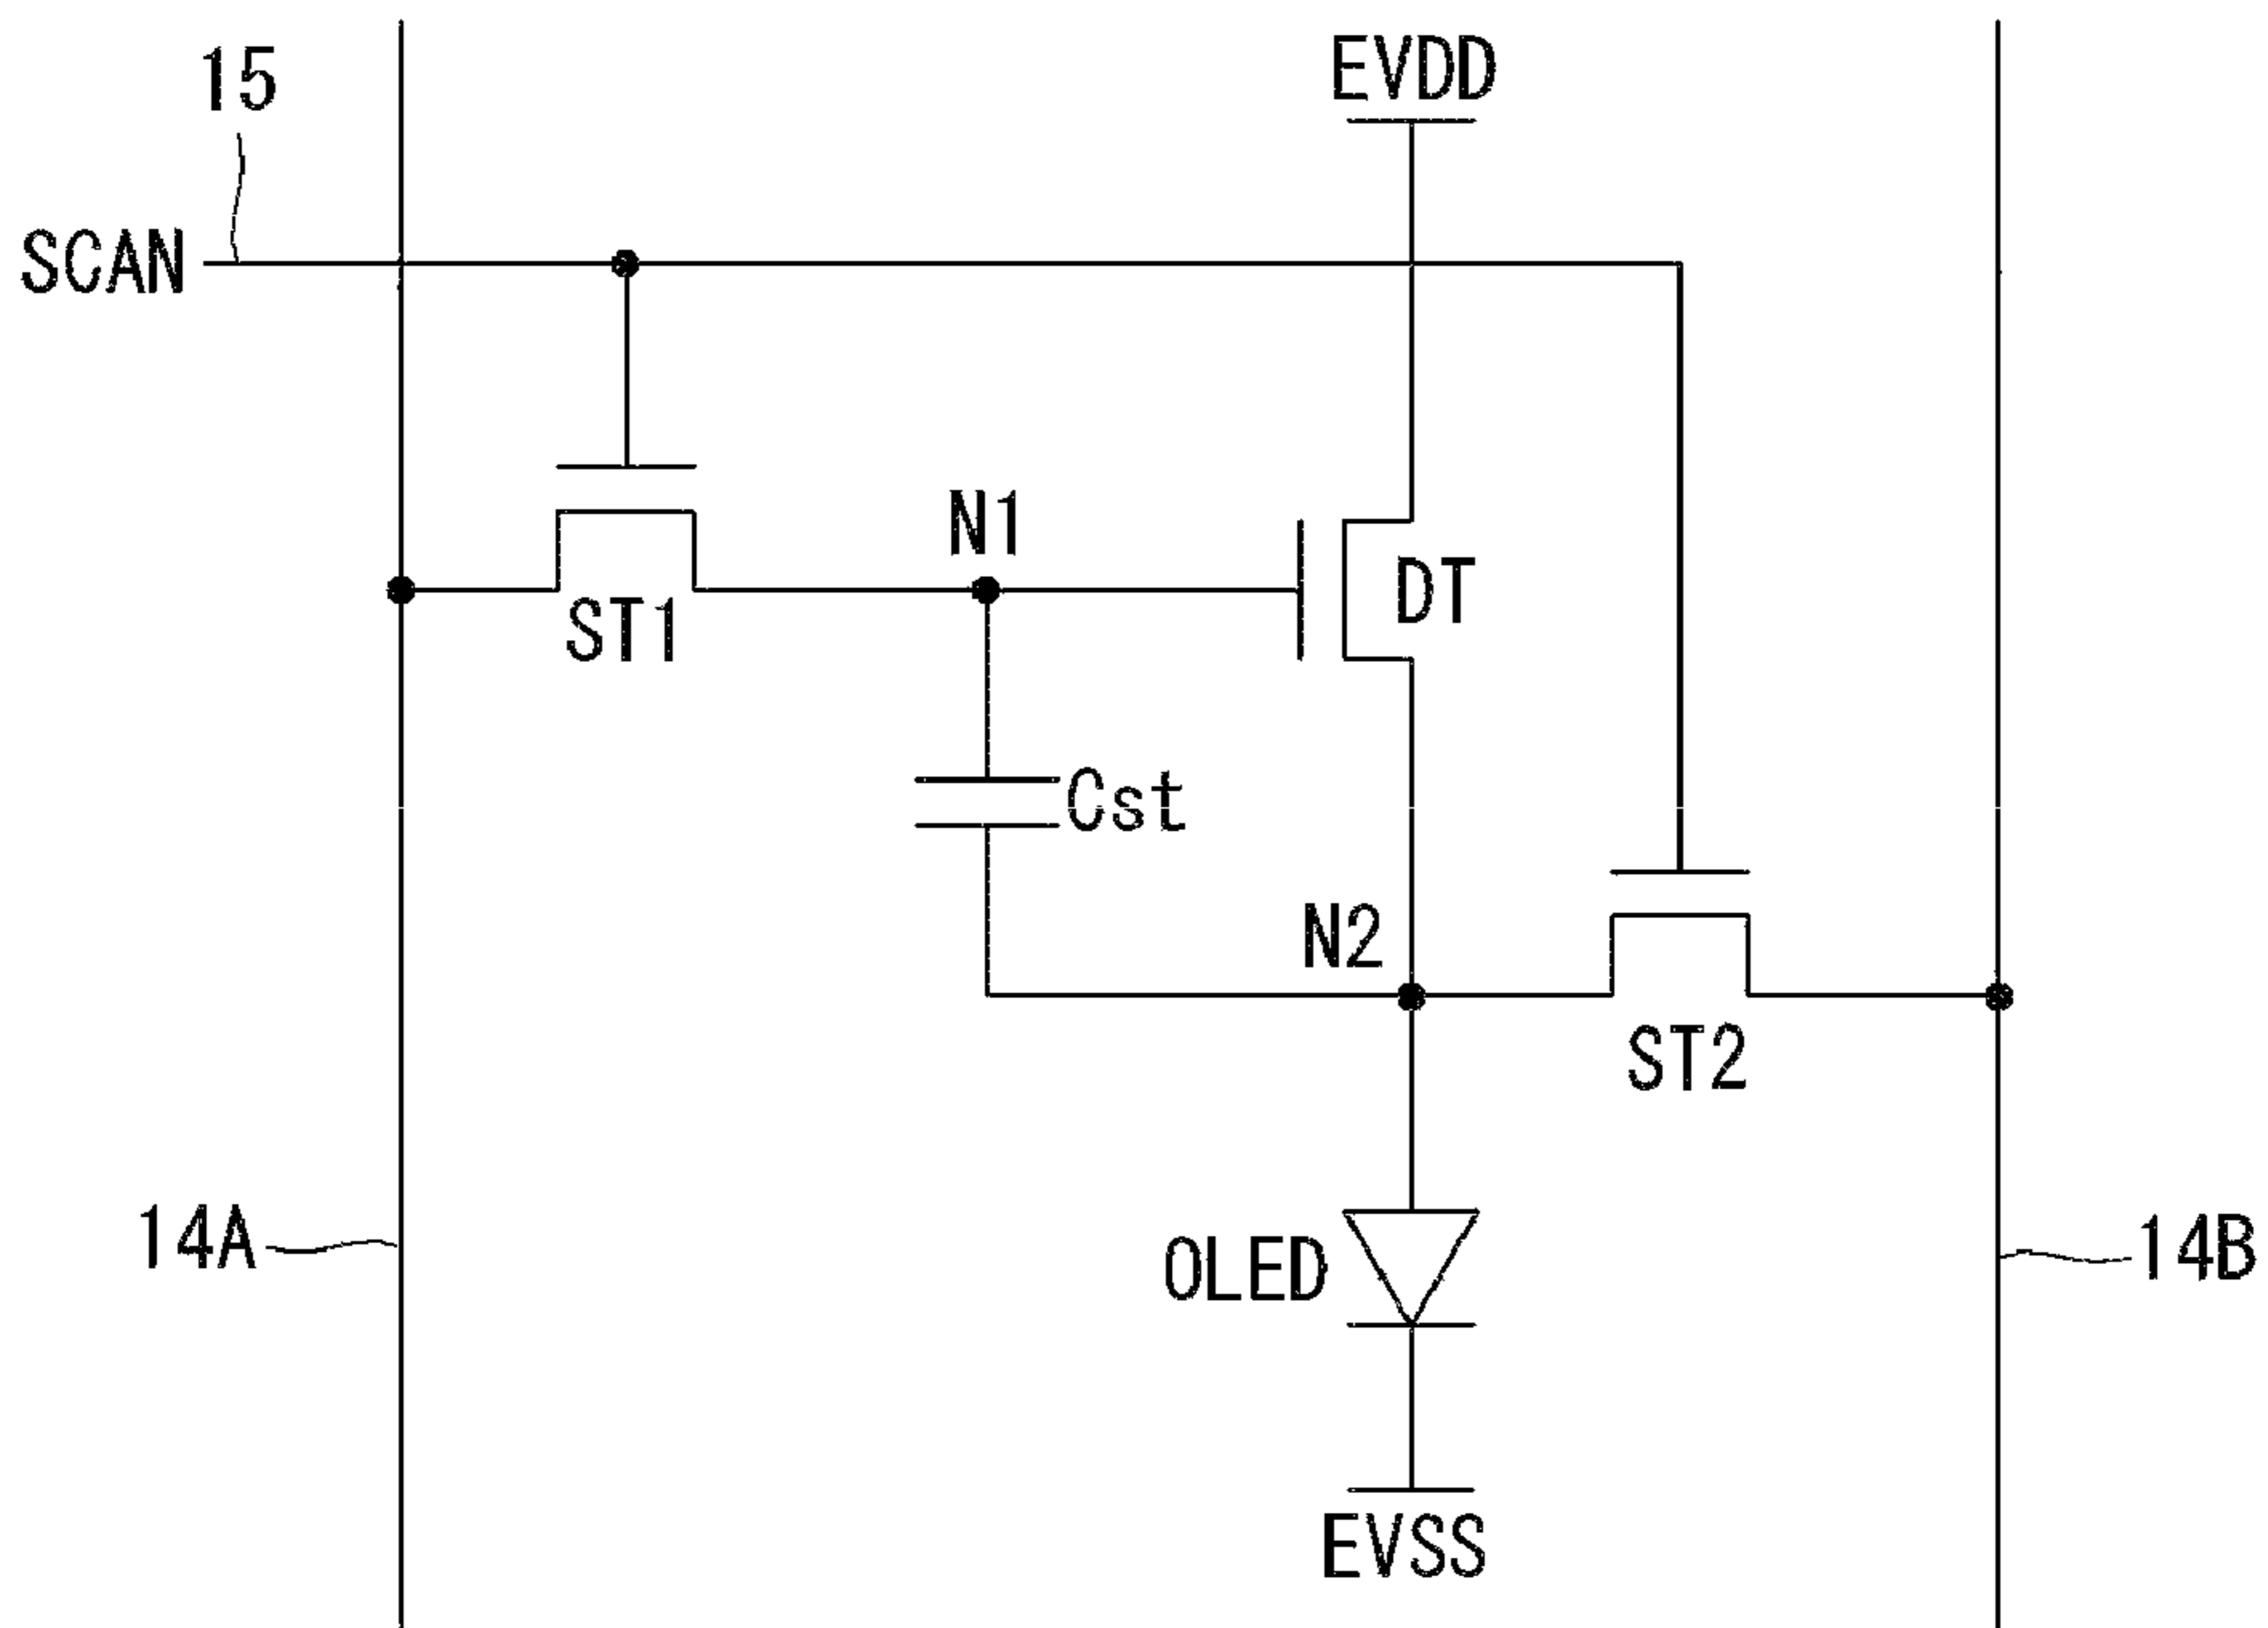 15
EVDD
SCAN
N1
DT
ST1
Cst
N2
ST2
14A
OLED
14B
EVSS